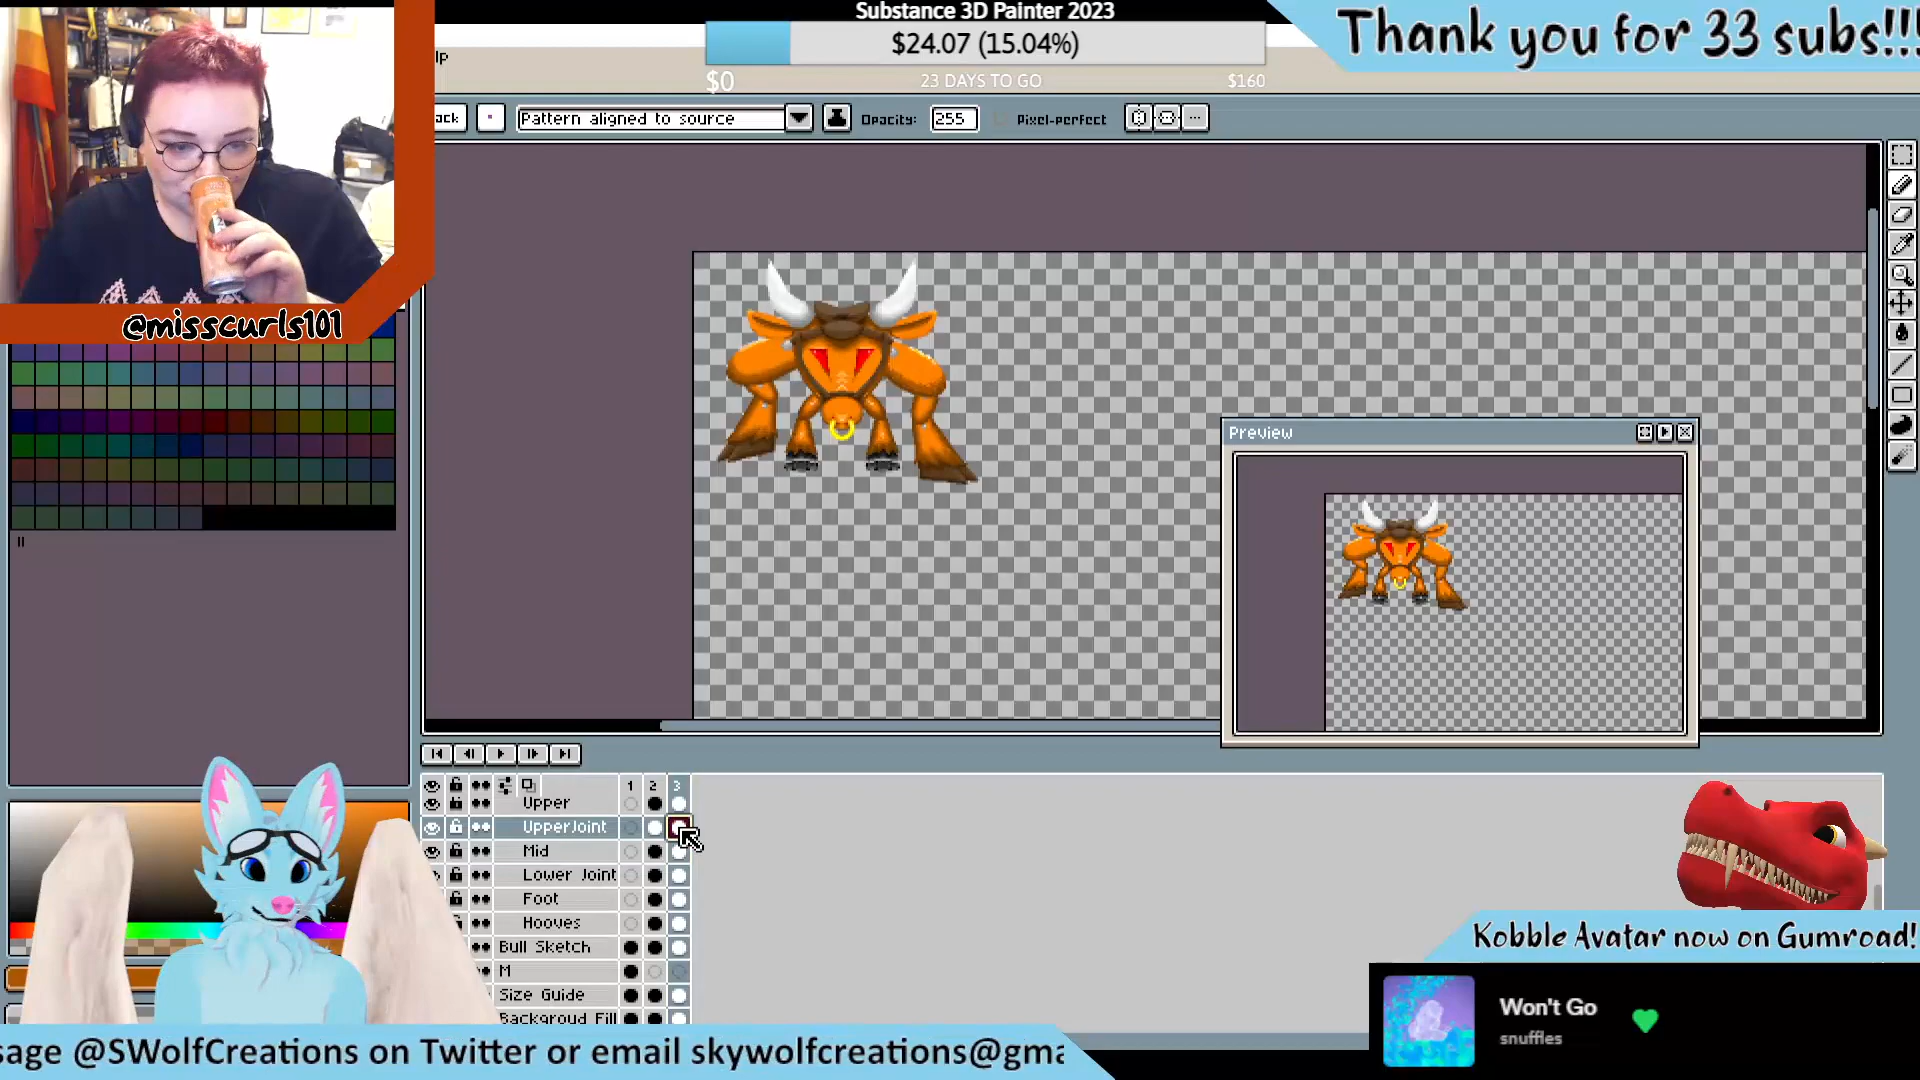 Substance 3D Painter 2023
$24.07 (15.04%)
$0
23 DAYS TO GO
$160
Thank you for 33 subs!!!
lp
ack
Pattern aligned to source
Opacity:
255
Pixel-perfect
...
@misscurls101
Preview
1 2 3
Upper
UpperJoint
Mid
Lower Joint
Foot
Hooves
Bull Sketch
M
Size Guide
Backgroud Fill
Kobble Avatar now on Gumroad!
Won't Go
snuffles
sage @SWolfCreations on Twitter or email skywolfcreations@gma